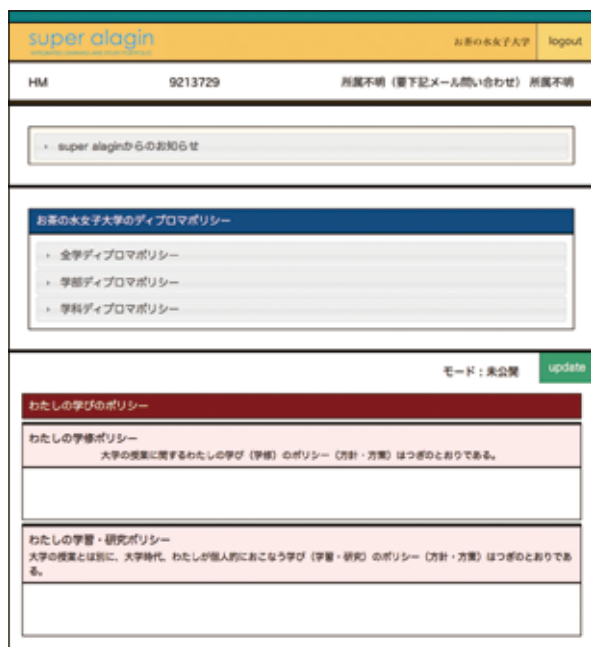 super alagin
お茶の水女子大学
logout
HM
9213729
所属不明（要下記メール問い合わせ） 所属不明
super alaginからのお知らせ
お茶の水女子大学のディプロマポリシー
全学ディプロマポリシー
学部ディプロマポリシー
学科ディプロマポリシー
モード：未公開
update
わたしの学びのポリシー
わたしの学修ポリシー
大学の授業に関するわたしの学び（学修）のポリシー（方針・方策）はつぎのとおりである。
わたしの学習・研究ポリシー
大学の授業とは別に、大学時代、わたしが個人的におこなう学び（学習・研究）のポリシー（方針・方策）はつぎのとおりであ
る。